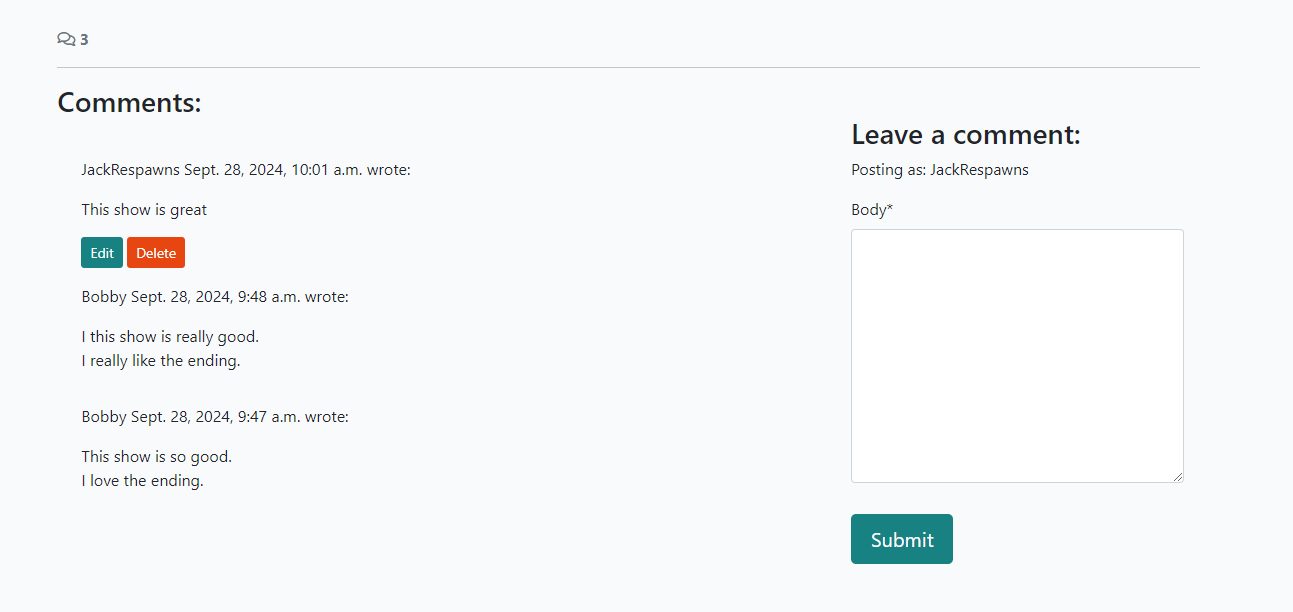 3
Comments:
Leave a comment:
JackRespawns Sept. 28, 2024, 10:01 a.m. wrote:
This show is great
Edit Delete
Bobby Sept. 28, 2024, 9:48 a.m. wrote:
I this show is really good.
I really like the ending.
Bobby Sept. 28, 2024, 9:47 a.m. wrote:
This show is so good.
I love the ending.
Posting as: JackRespawns
Body*
Submit